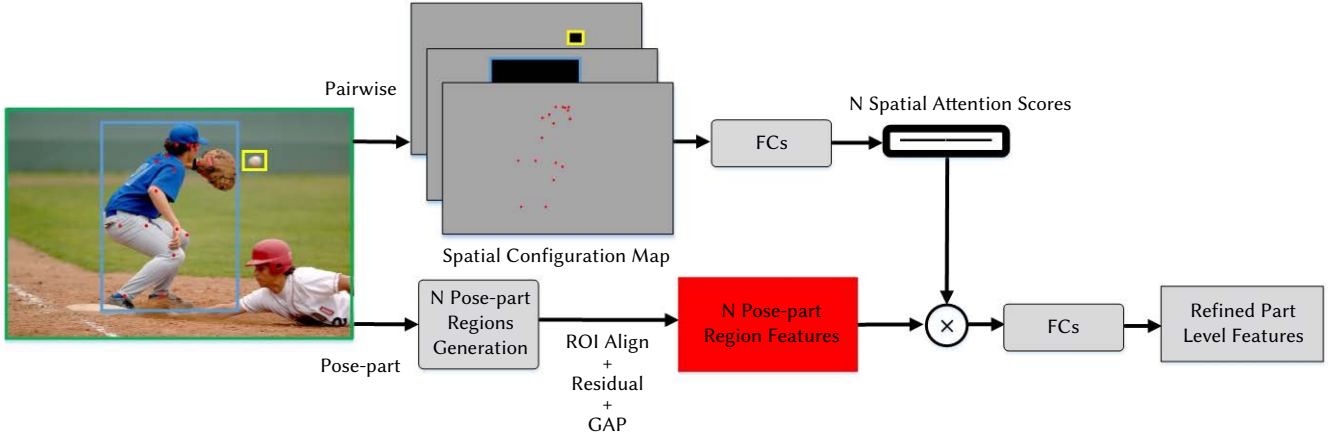 Pairwise
N Spatial Attention Scores
FCs
Spatial Configuration Map
N Pose-part
Regions
Generation
Pose-part
ROI Align
+
Residual
+
GAP
N Pose-part
Region Features
×
FCs
Refined Part
Level Features